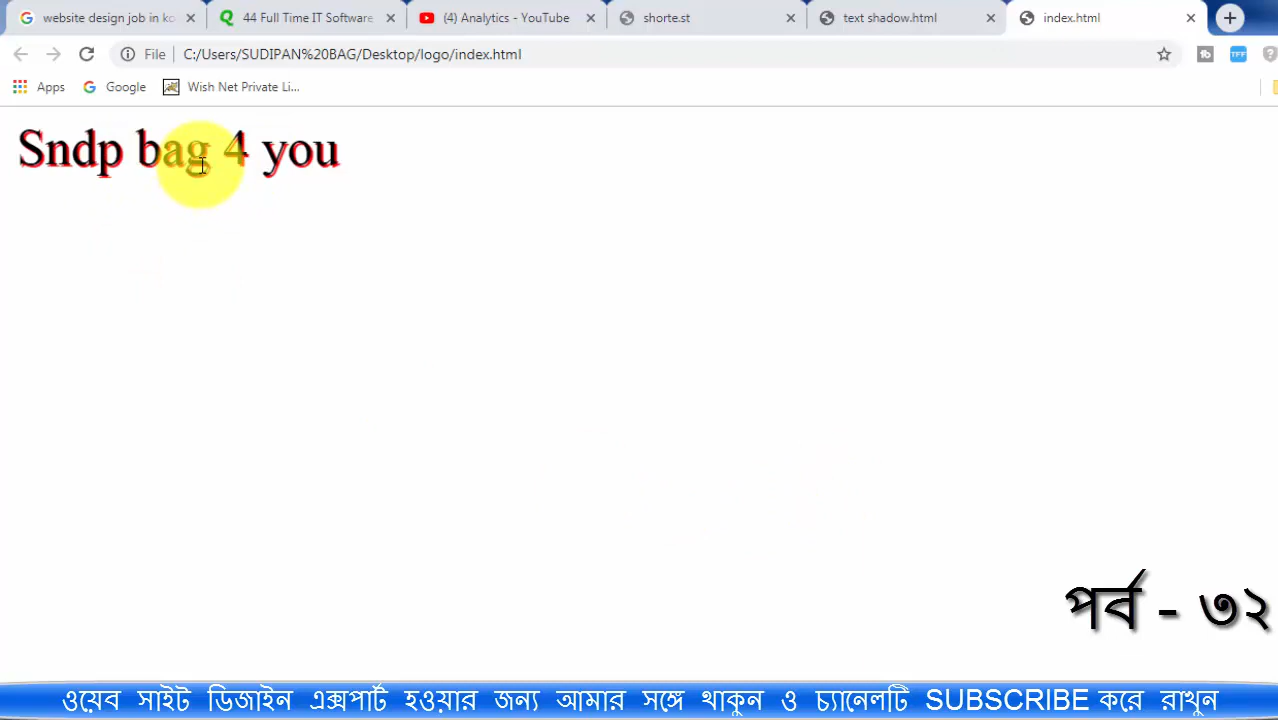 website design job in ko
44 Full Time IT Software
(4) Analytics - YouTube
shorte.st
text shadow.html
index.html
File
C:/Users/SUDIPAN%20BAG/Desktop/logo/index.html
Apps
Google
Wish Net Private Li...
Sndp bag 4 you
পর্ব - ৩২
ওয়েব সাইট ডিজাইন এক্সপার্ট হওয়ার জন্য আমার সঙ্গে থাকুন ও চ্যানেলটি SUBSCRIBE করে রাখুন